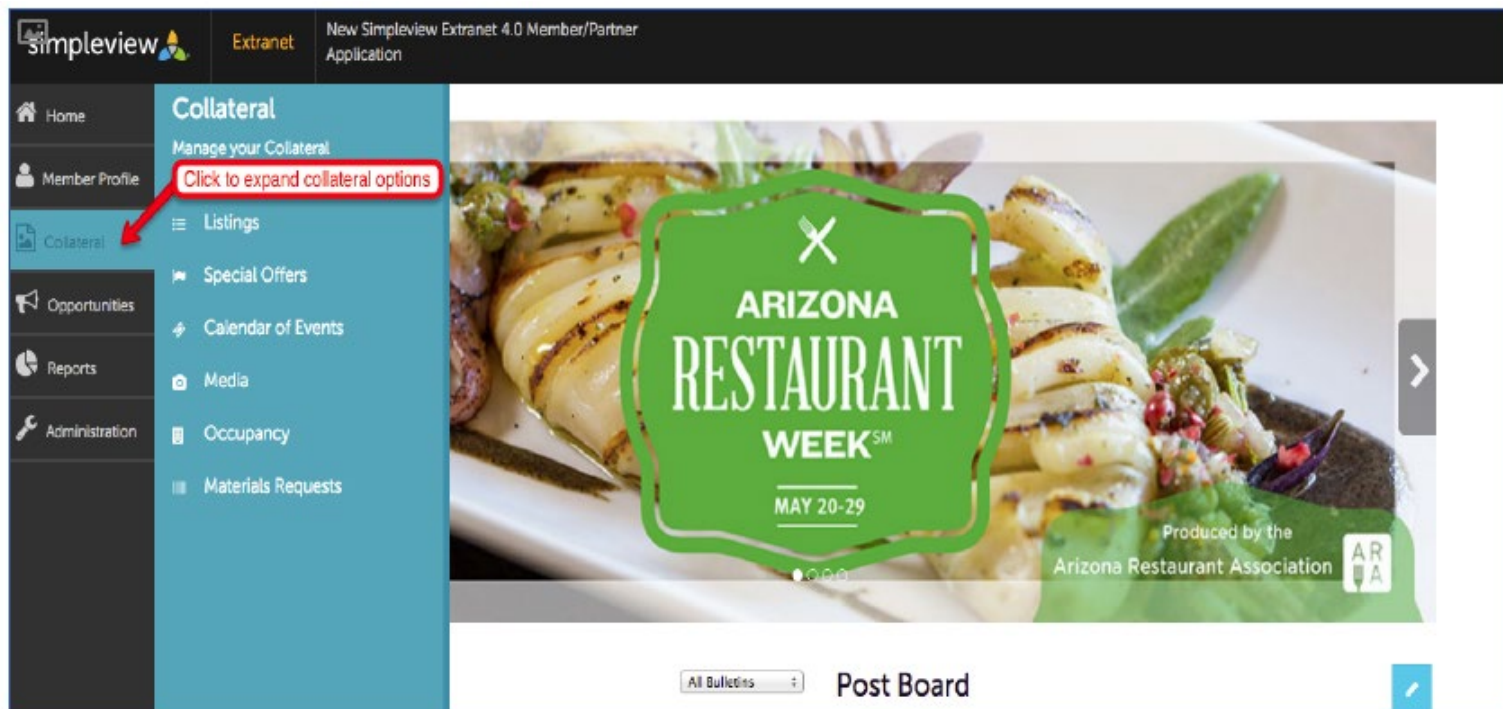 simpleview
Extranet
New Simpleview Extranet 4.0 Member/Partner
Application
Home
Member Profile
Collateral
Opportunities
Reports
Administration
Collateral
Manage your Collateral
Click to expand collateral options
Listings
Special Offers
Calendar of Events
Media
Occupancy
Materials Requests
ARIZONA
RESTAURANT
WEEK℠
MAY 20-29
Produced by the
Arizona Restaurant Association
AR
A
All Bulletins
Post Board